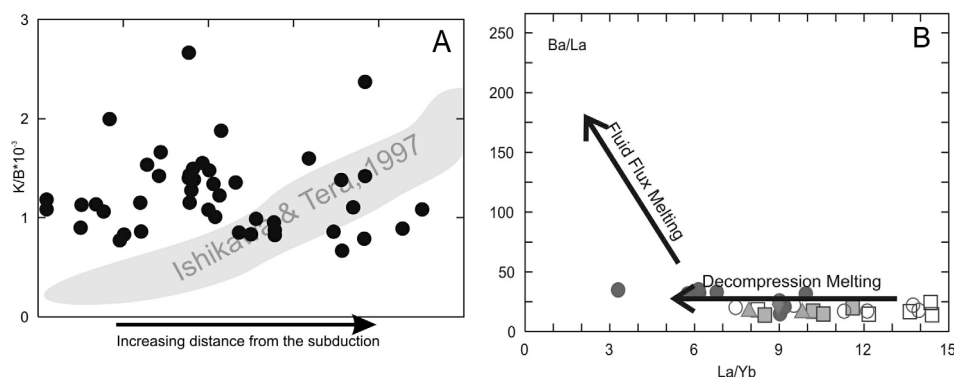 A
K/B*10⁻³
3
2
1
0
Ishikawa & Tera, 1997
Increasing distance from the subduction
B
Ba/La
250
200
150
100
50
0
Fluid Flux Melting
Decompression Melting
0
3
6
9
12
15
La/Yb